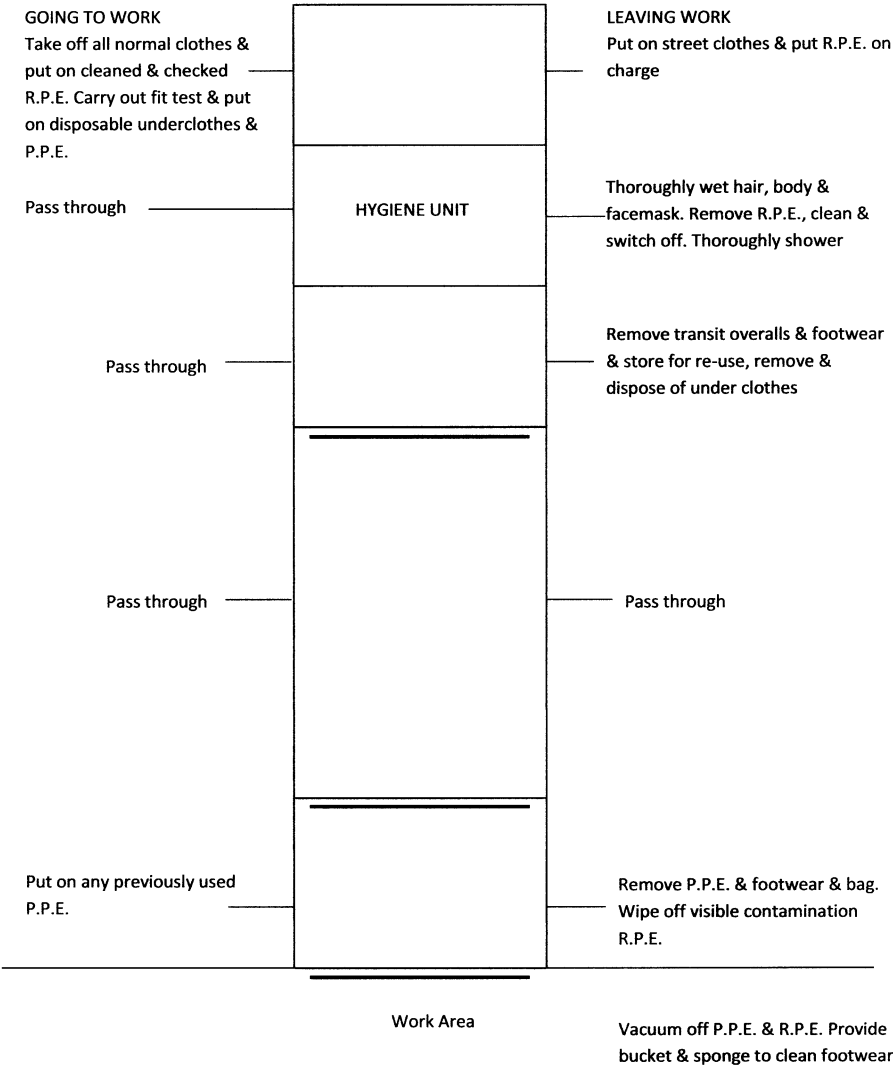 GOING TO WORK
Take off all normal clothes &
put on cleaned & checked
R.P.E. Carry out fit test & put
on disposable underclothes &
P.P.E.
LEAVING WORK
Put on street clothes & put R.P.E. on
charge
Pass through
HYGIENE UNIT
Thoroughly wet hair, body &
facemask. Remove R.P.E., clean &
switch off. Thoroughly shower
Pass through
Remove transit overalls & footwear
& store for re-use, remove &
dispose of under clothes
Pass through
Pass through
Put on any previously used
P.P.E.
Remove P.P.E. & footwear & bag.
Wipe off visible contamination
R.P.E.
Work Area
Vacuum off P.P.E. & R.P.E. Provide
bucket & sponge to clean footwear